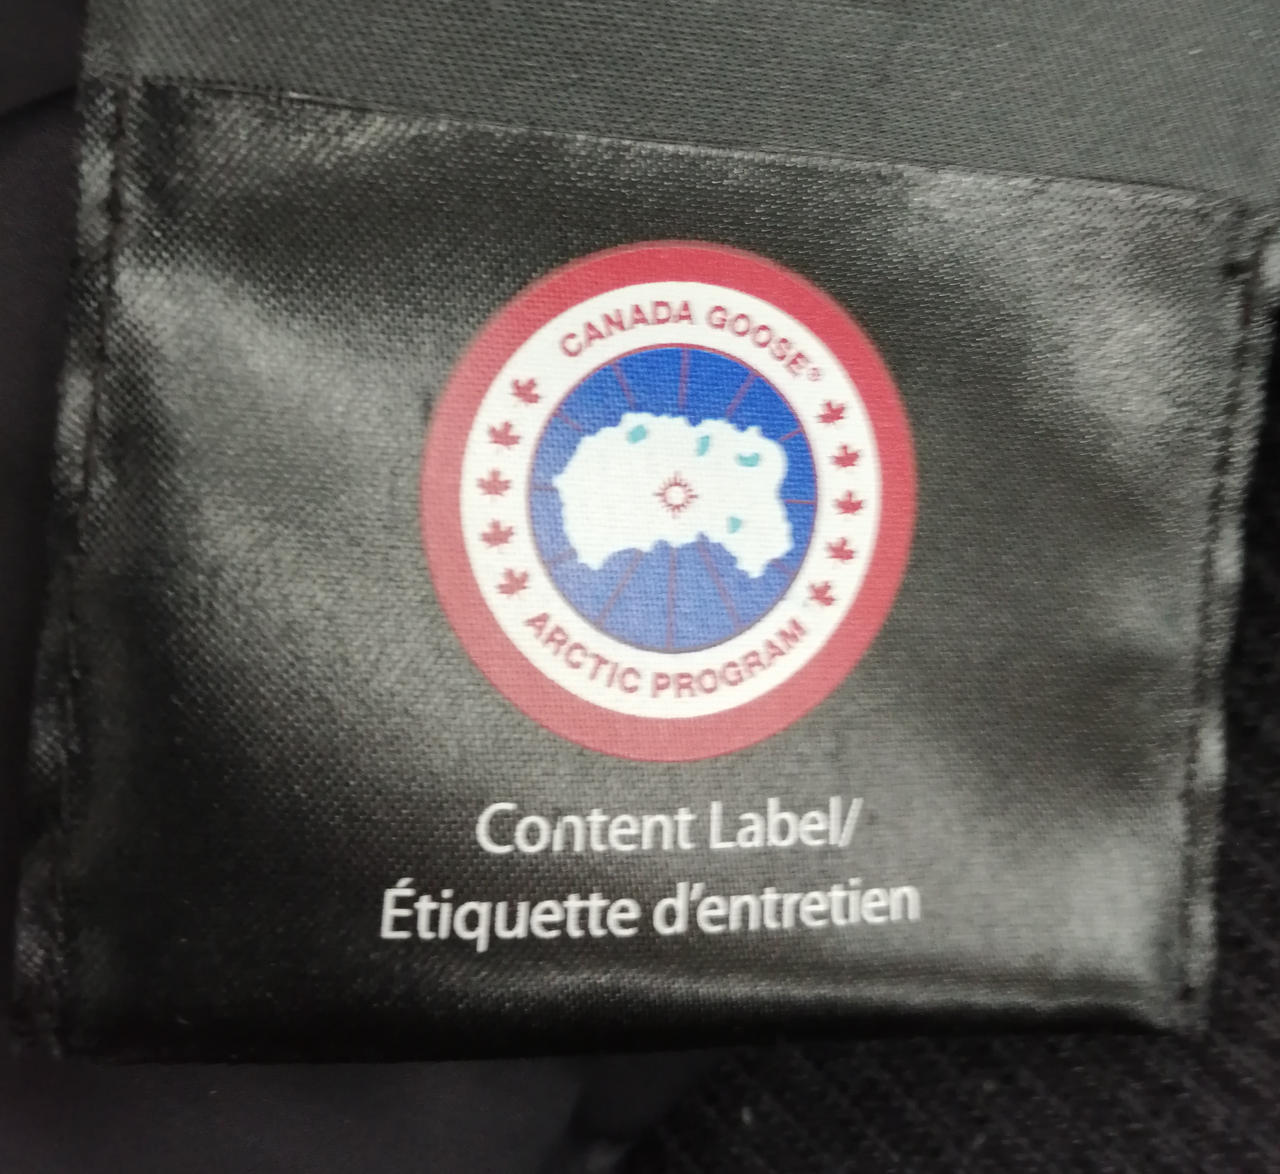 CANADA GOOSE®
ARCTIC PROGRAM
Content Label/
Étiquette d'entretien